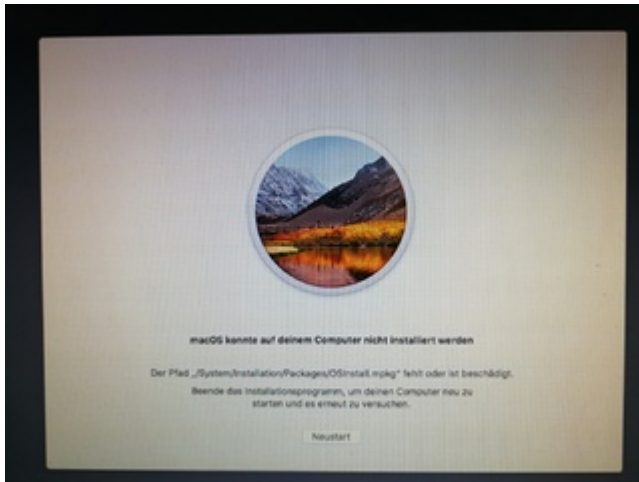 macOS konnte auf deinem Computer nicht installiert werden
Der Pfad „/System/Installation/Packages/OSInstall.mpkg“ fehlt oder ist beschädigt.
Beende das Installationsprogramm, um deinen Computer neu zu
starten und es erneut zu versuchen.
Neustart